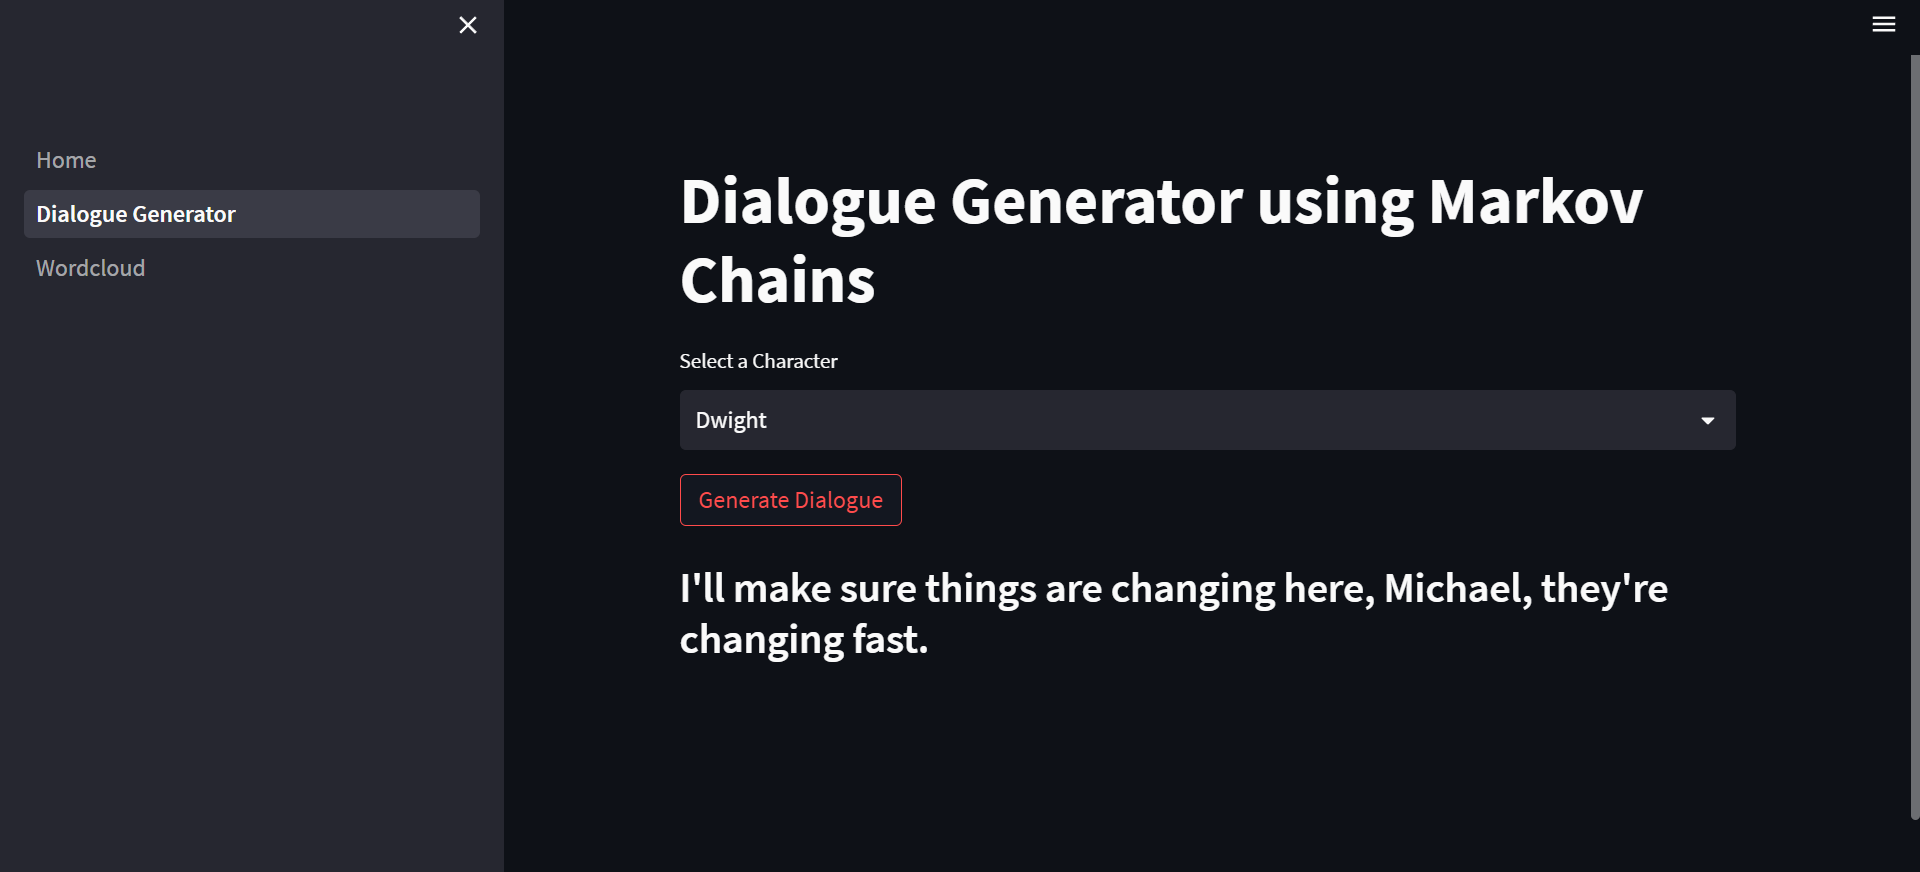 Home
Dialogue Generator
Wordcloud
Dialogue Generator using Markov
Chains
Select a Character
Dwight
Generate Dialogue
I'll make sure things are changing here, Michael, they're
changing fast.